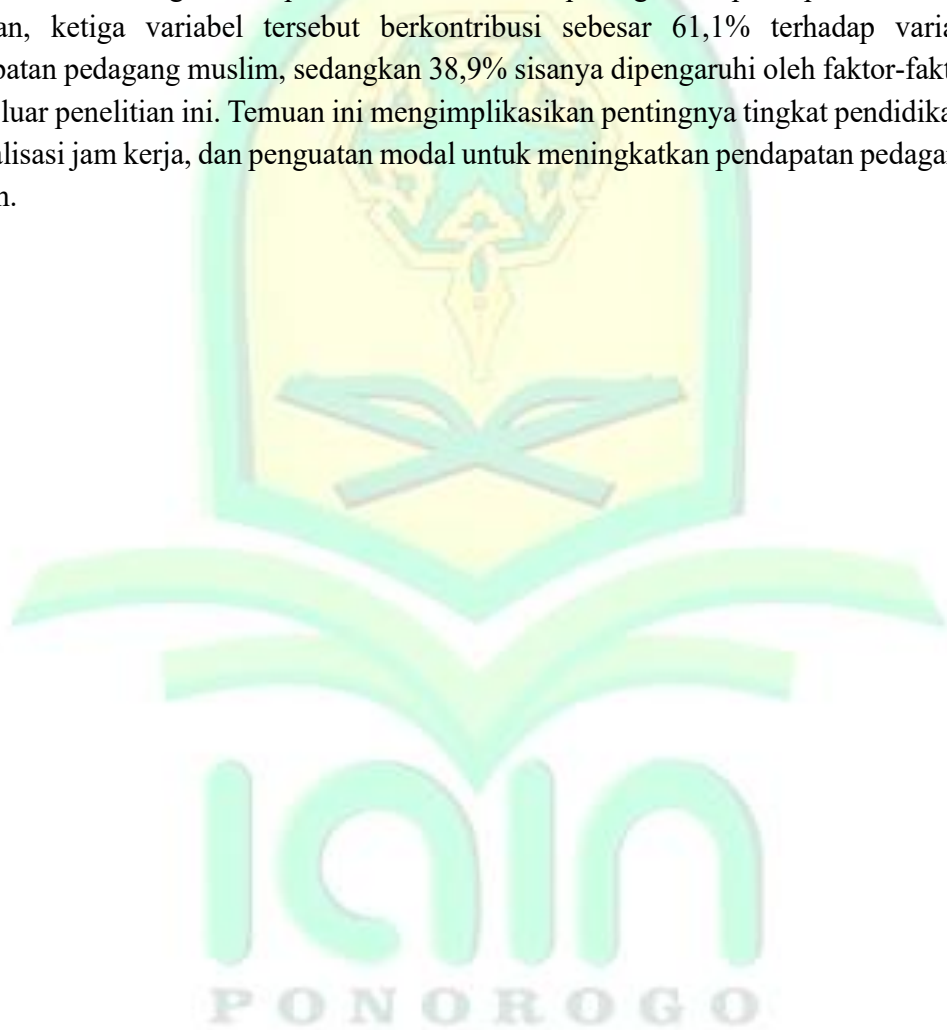 an, ketiga variabel tersebut berkontribusi sebesar 61,1% terhadap varia
patan pedagang muslim, sedangkan 38,9% sisanya dipengaruhi oleh faktor-fakt
luar penelitian ini. Temuan ini mengimplikasikan pentingnya tingkat pendidika
alisasi jam kerja, dan penguatan modal untuk meningkatkan pendapatan pedaga
n.
iain
PONOROGO